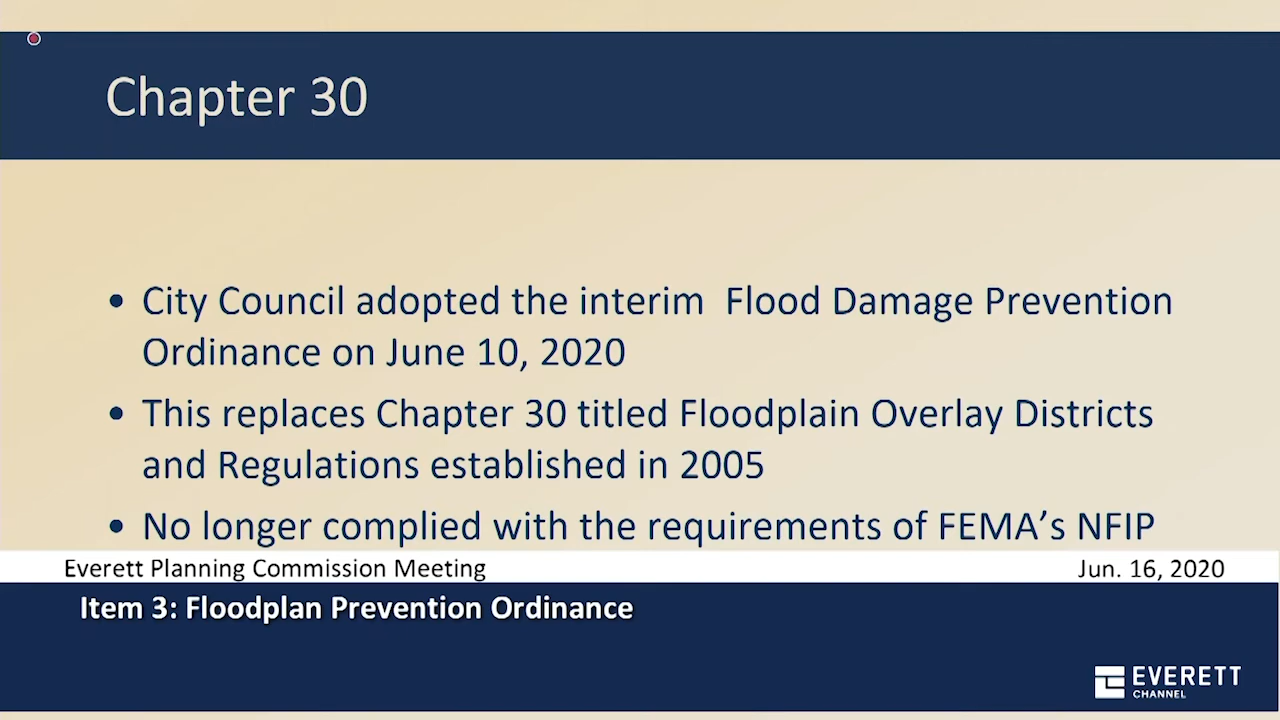 Chapter 30
• City Council adopted the interim  Flood Damage Prevention
Ordinance on June 10, 2020
• This replaces Chapter 30 titled Floodplain Overlay Districts
and Regulations established in 2005
• No longer complied with the requirements of FEMA’s NFIP
Everett Planning Commission Meeting
Jun. 16, 2020
Item 3: Floodplan Prevention Ordinance
EVERETT
CHANNEL